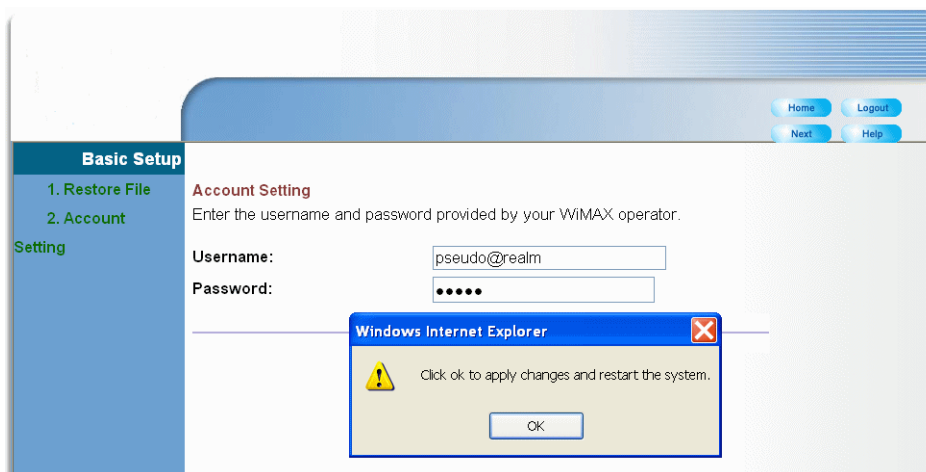 Home Logout
Next Help
Basic Setup
1. Restore File
2. Account
Setting
Account Setting
Enter the username and password provided by your WiMAX operator.
Username: pseudo@realm
Password: •••••
Windows Internet Explorer
Click ok to apply changes and restart the system.
OK